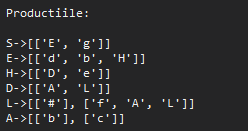 Productiile:
S->[['E', 'g']]
E->[['d', 'b', 'H']]
H->[['D', 'e']]
D->[['A', 'L']]
L->[['#'], ['f', 'A', 'L']]
A->[['b'], ['c']]